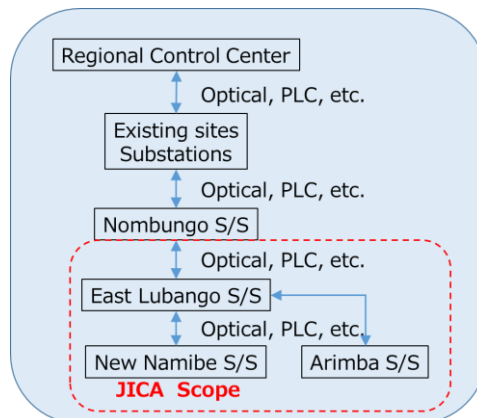 Regional Control Center
Optical, PLC, etc.
Existing sites
Substations
Optical, PLC, etc.
Nombungo S/S
Optical, PLC, etc.
East Lubango S/S
Optical, PLC, etc.
New Namibe S/S
Arimba S/S
JICA Scope